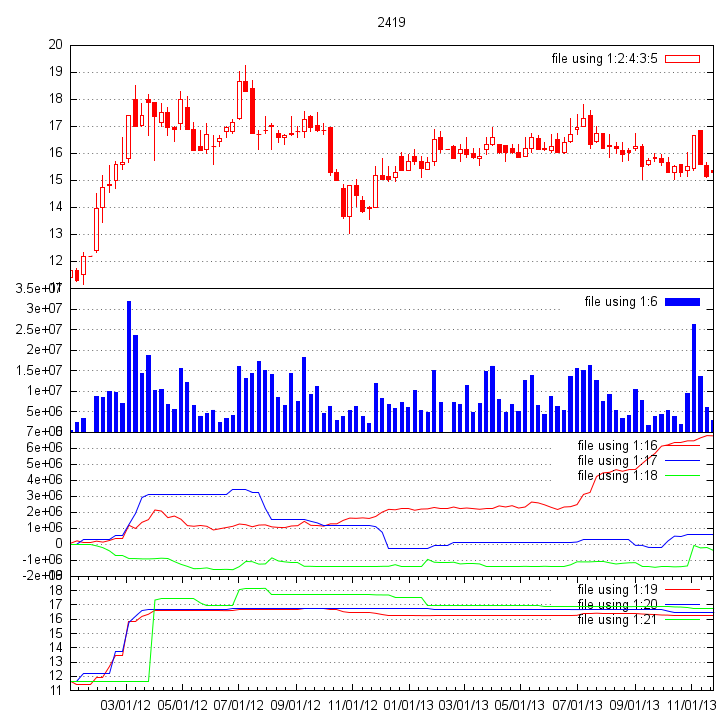 2419
20
file using 1:2:4:3:5
19
18
17
16
15
14
13
12
3.5e+07
file using 1:6
3e+07
2.5e+07
2e+07
1.5e+07
1e+07
5e+06
file using 1:16
6e+06
file using 1:17
5e+06
file using 1:18
4e+06
3e+06
2e+06
1e+06
0
-1e+06
18
file using 1:19
17
file using 1:20
16
file using 1:21
15
14
13
12
11
03/01/12 05/01/12 07/01/12 09/01/12 11/01/12 01/01/13 03/01/13 05/01/13 07/01/13 09/01/13 11/01/13